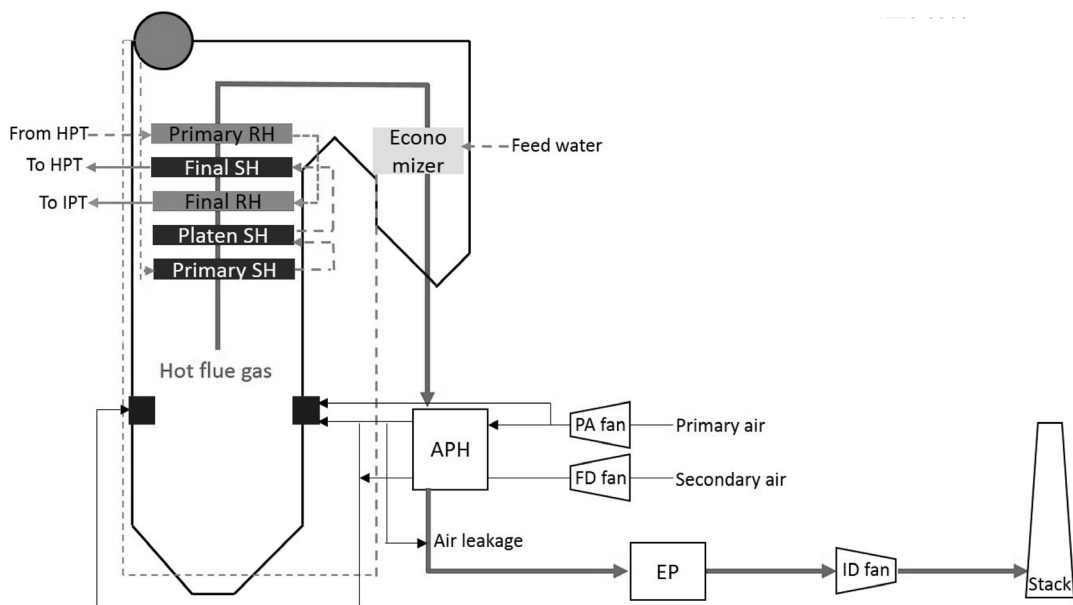 From HPT
Primary RH
To HPT
Final SH
To IPT
Final RH
Platen SH
Primary SH
Econo
mizer
Feed water
Hot flue gas
APH
PA fan
Primary air
FD fan
Secondary air
Air leakage
EP
ID fan
Stack